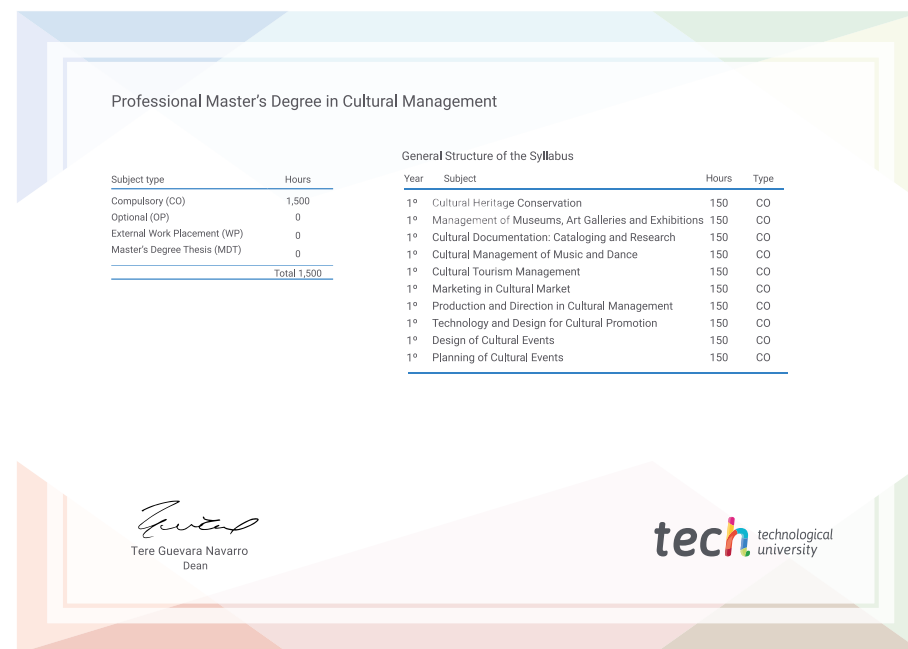 Professional Master's Degree in Cultural Management
Subject type Hours
Compulsory (CO) 1,500
Optional (OP) 0
External Work Placement (WP) 0
Master's Degree Thesis (MDT) 0
Total 1,500
General Structure of the Syllabus
Year Subject Hours Type
1º Cultural Heritage Conservation 150 CO
1º Management of Museums, Art Galleries and Exhibitions 150 CO
1º Cultural Documentation: Cataloging and Research 150 CO
1º Cultural Management of Music and Dance 150 CO
1º Cultural Tourism Management 150 CO
1º Marketing in Cultural Market 150 CO
1º Production and Direction in Cultural Management 150 CO
1º Technology and Design for Cultural Promotion 150 CO
1º Design of Cultural Events 150 CO
1º Planning of Cultural Events 150 CO
Tere Guevara Navarro
Dean
tech technological
university